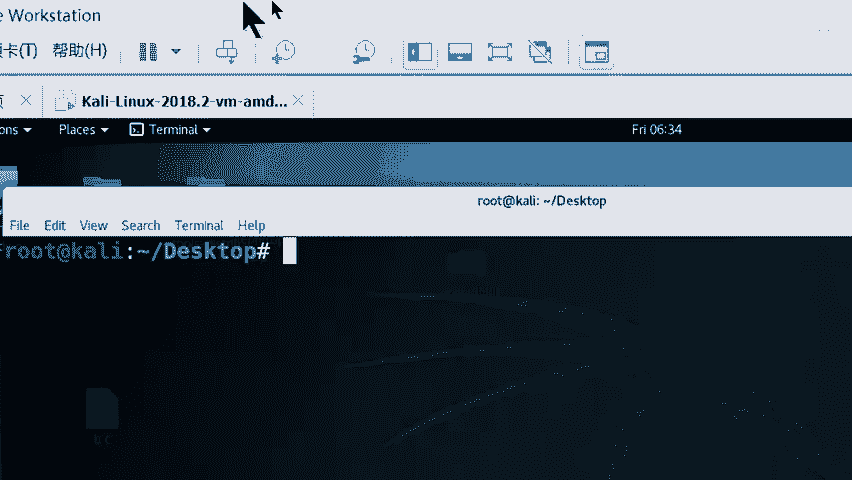 e Workstation
卡(T) 帮助(H)
Kali-Linux-2018.2-vm-amd...
ons Places Terminal Fri 06:34
root@kali: ~/Desktop
File Edit View Search Terminal Help
root@kali:~/Desktop#